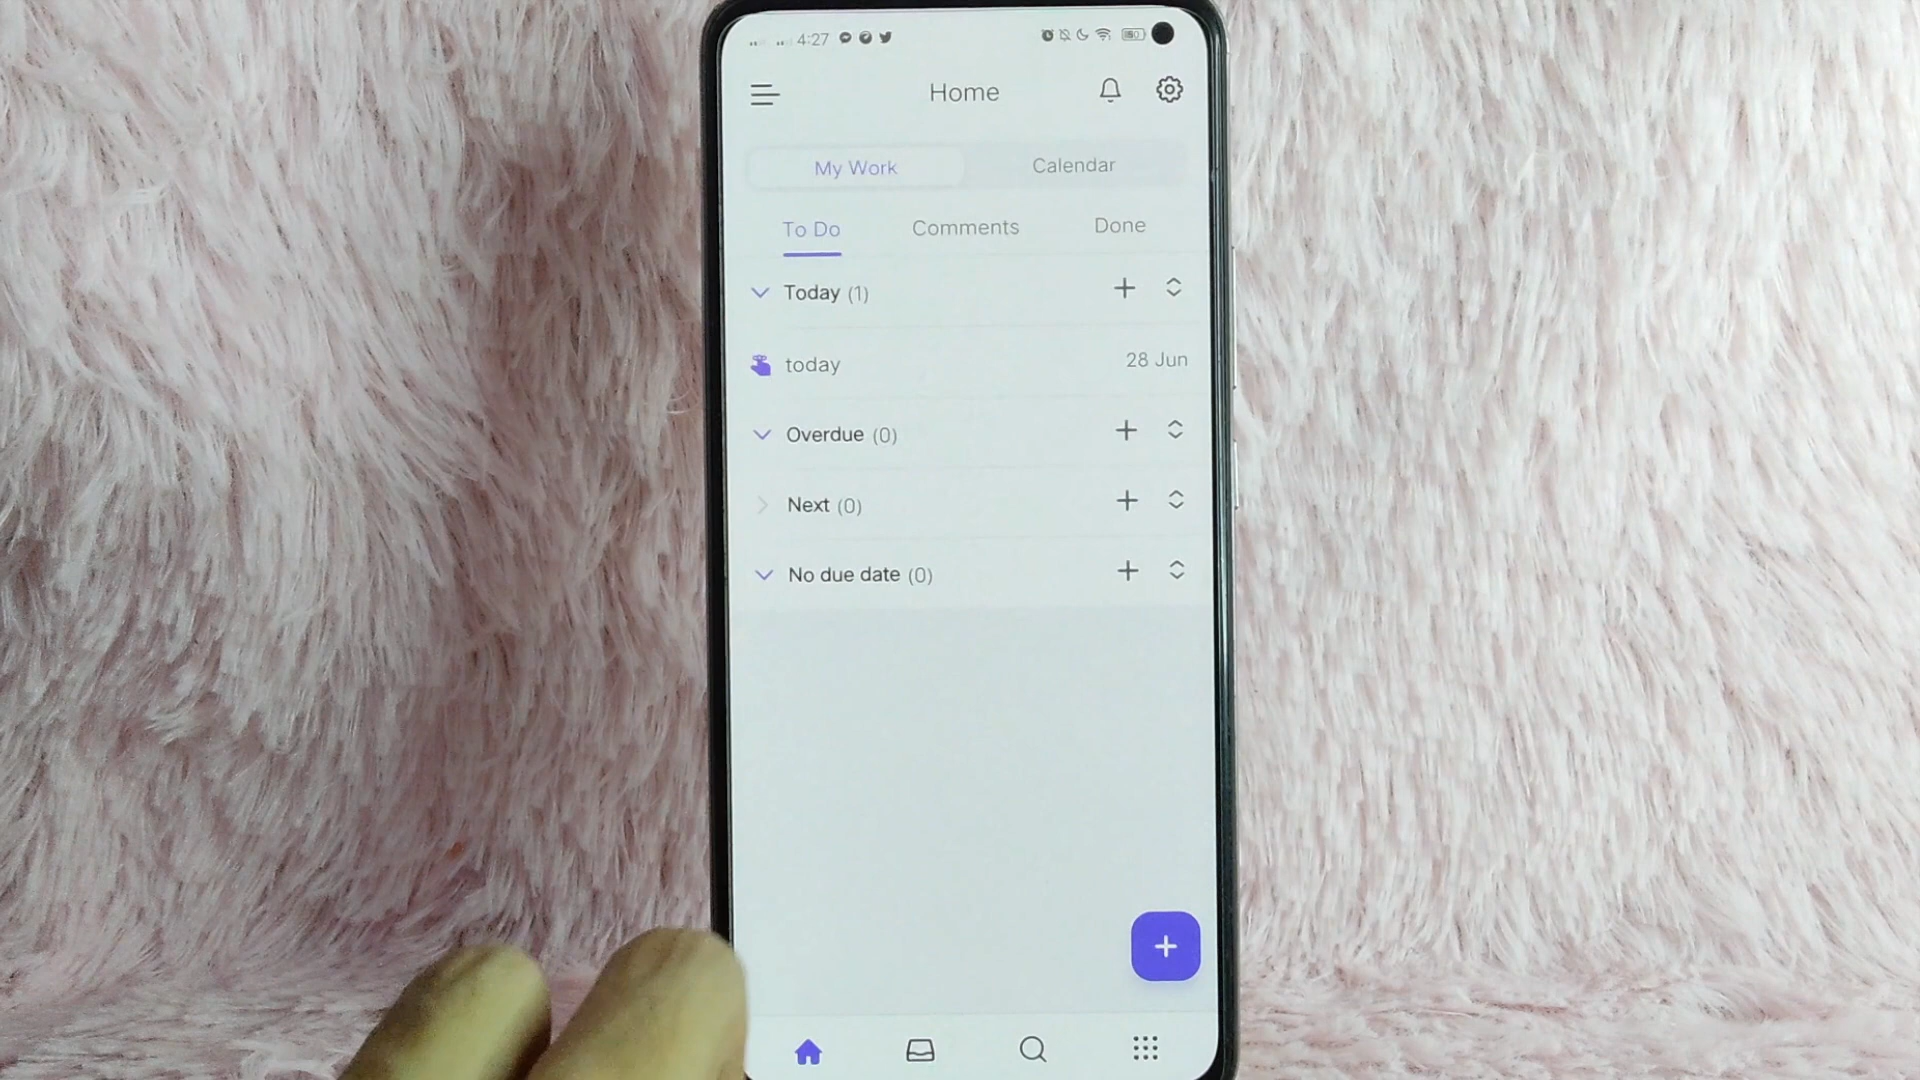 4:27
Home
My Work Calendar
To Do Comments Done
Today (1)
today 28 Jun
Overdue (0)
Next (0)
No due date (0)